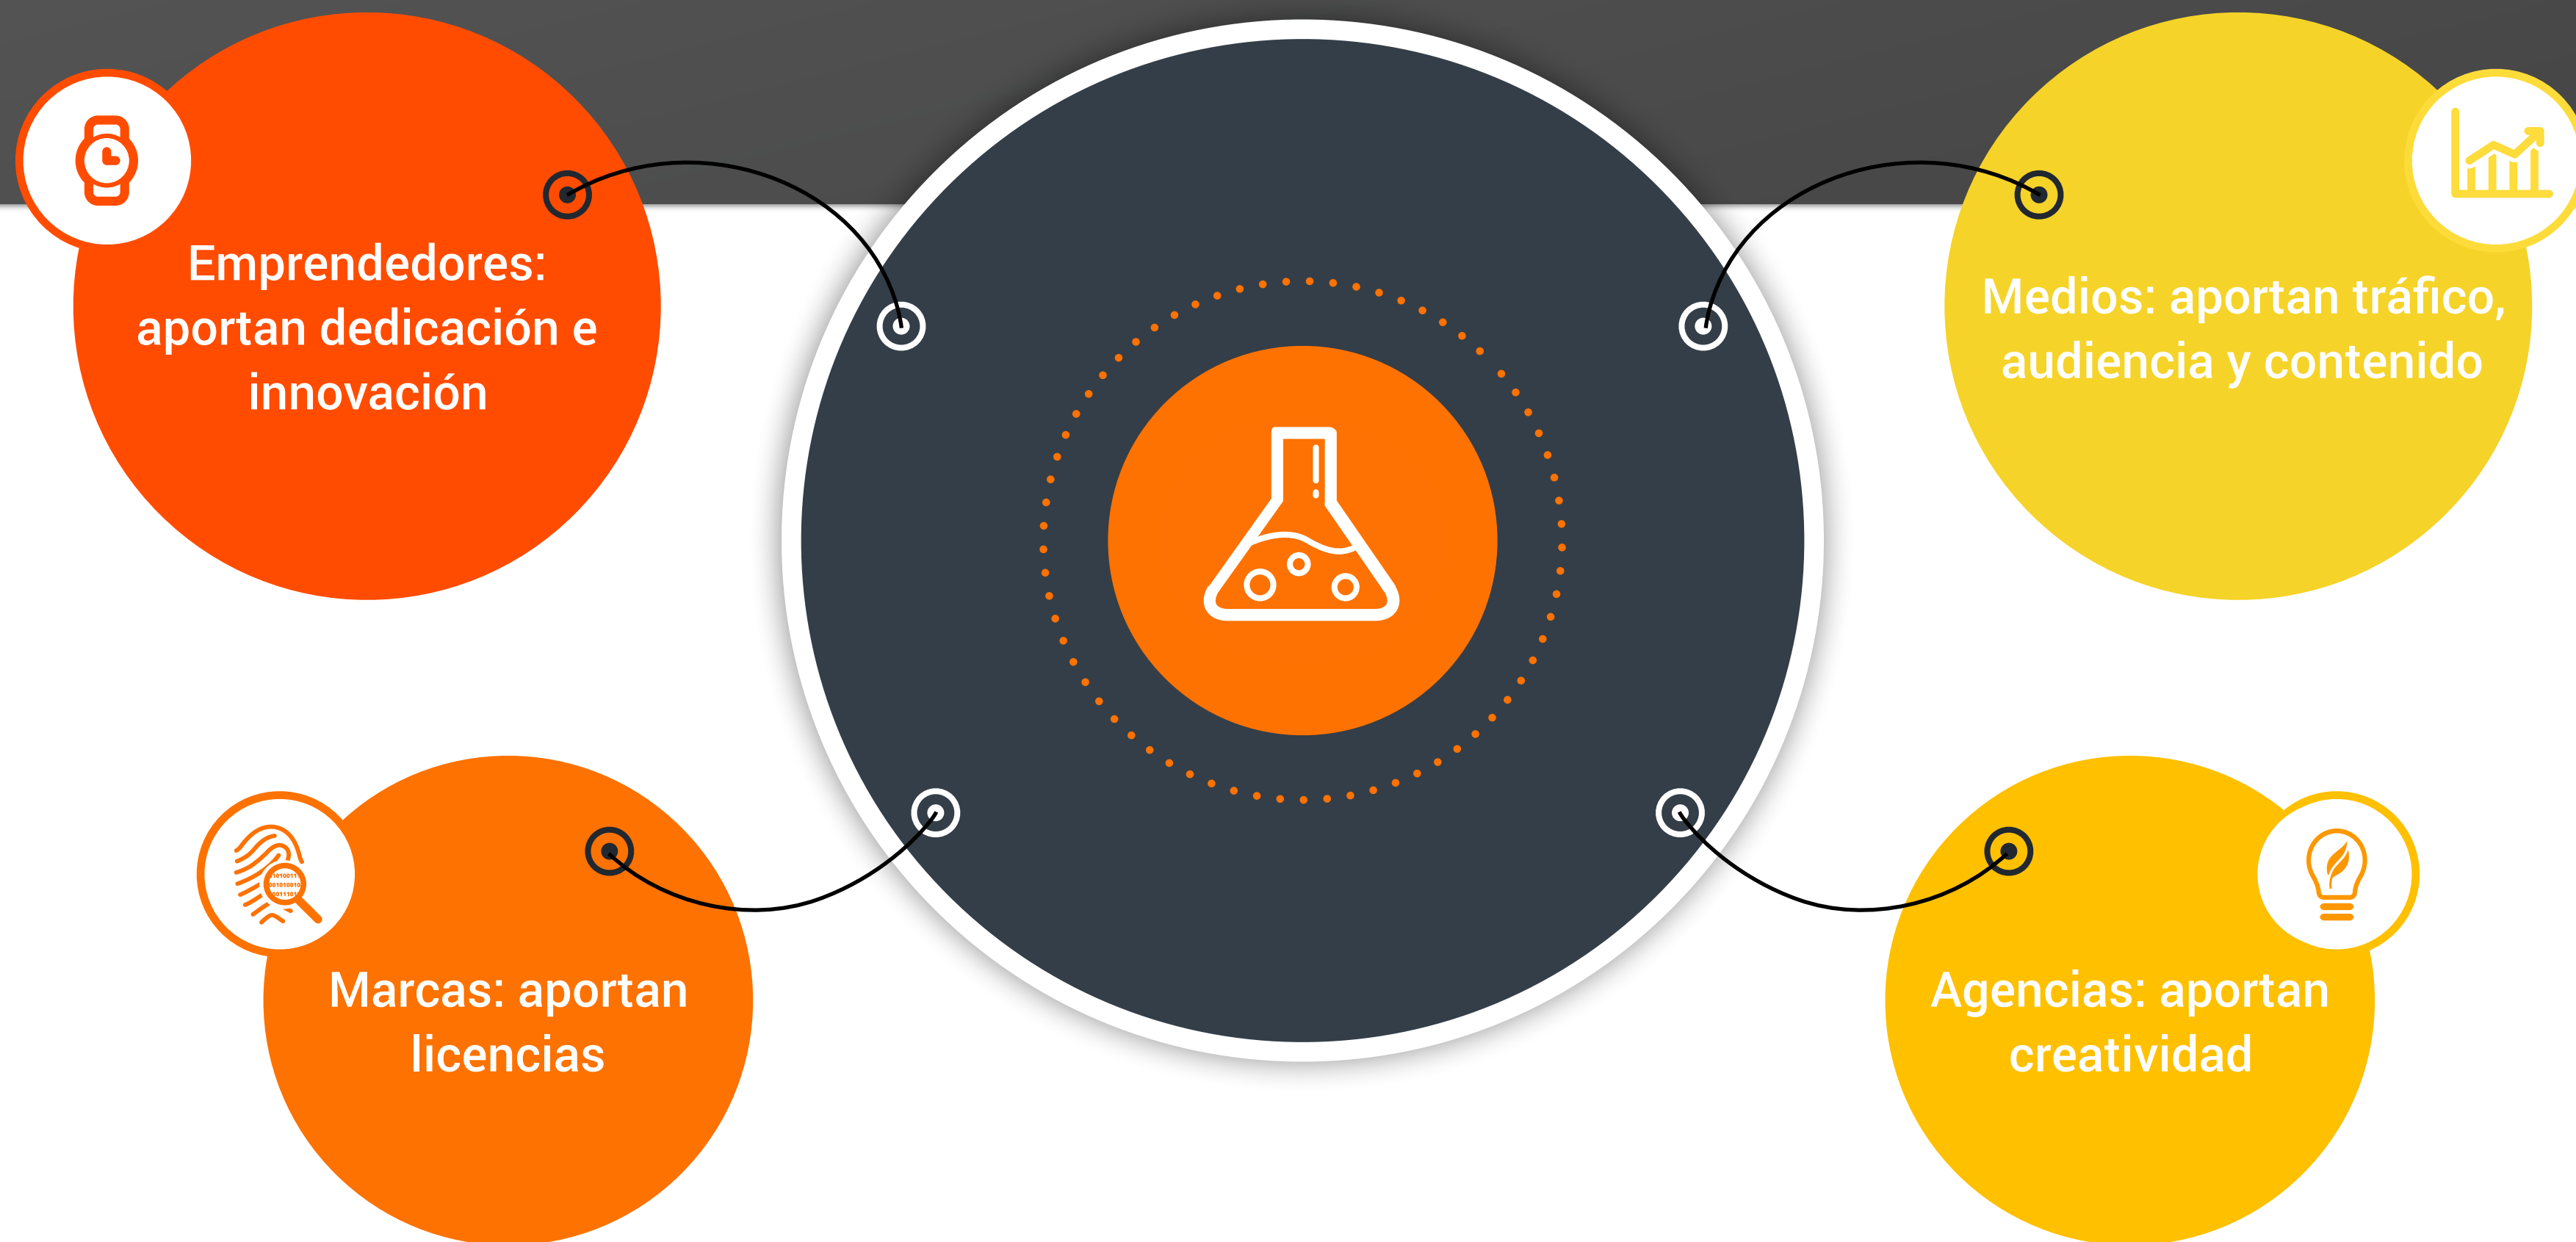 Emprendedores:
aportan dedicación e
innovación
Medios: aportan tráfico,
audiencia y contenido
Marcas: aportan
licencias
Agencias: aportan
creatividad